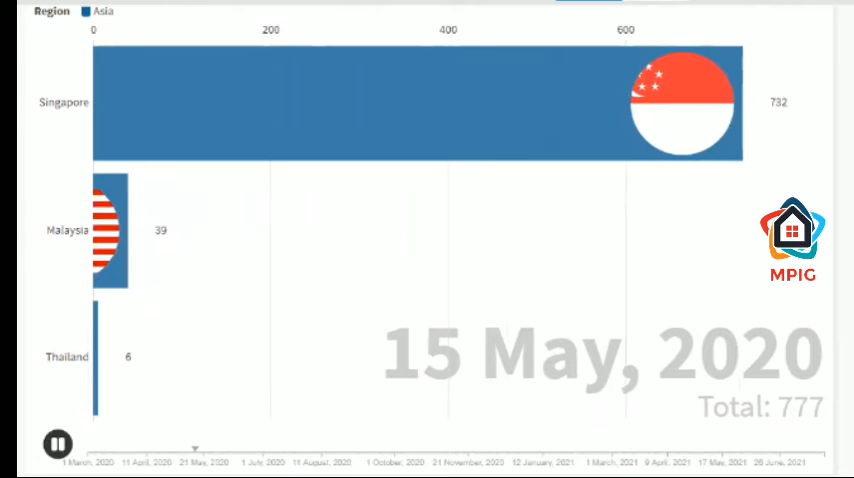 Region Asia
0 200 400 600
Singapore 732
Malaysia 39
MPIG
Thailand 6
15 May, 2020
Total: 777
1 March, 2020 11 April, 2020 21 May, 2020 1 July, 2020 11 August, 2020 1 October, 2020 21 November, 2020 12 January, 2021 1 March, 2021 9 April, 2021 17 May, 2021 26 June, 2021